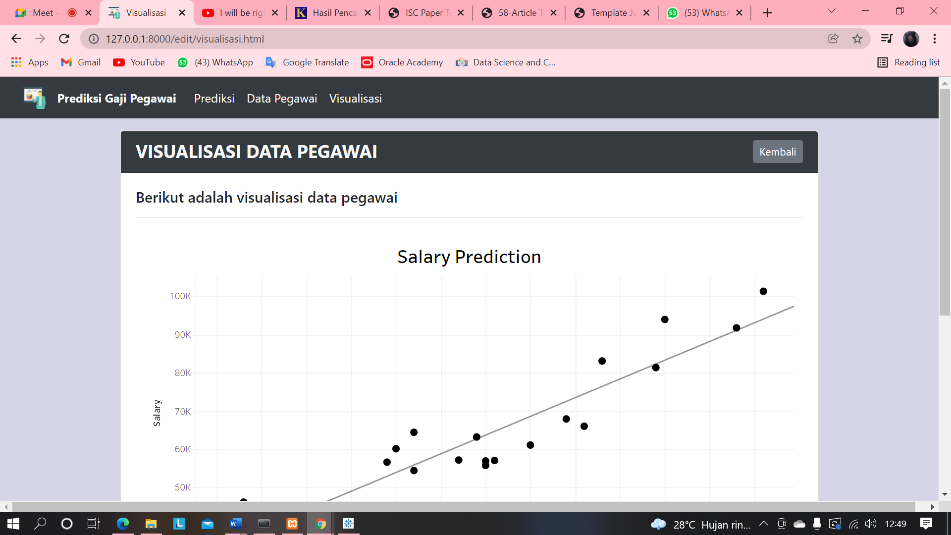 Meet -
Visualisasi
I will be rig
Hasil Penca
ISC Paper T
58-Article T
Template Ju
(53) Whats
127.0.0.1:8000/edit/visualisasi.html
Apps
Gmail
YouTube
(43) WhatsApp
Google Translate
Oracle Academy
Data Science and C...
Reading list
Prediksi Gaji Pegawai
Prediksi
Data Pegawai
Visualisasi
VISUALISASI DATA PEGAWAI
Kembali
Berikut adalah visualisasi data pegawai
Salary Prediction
100K
90K
80K
70K
60K
50K
Salary
28°C Hujan rin...
12:49